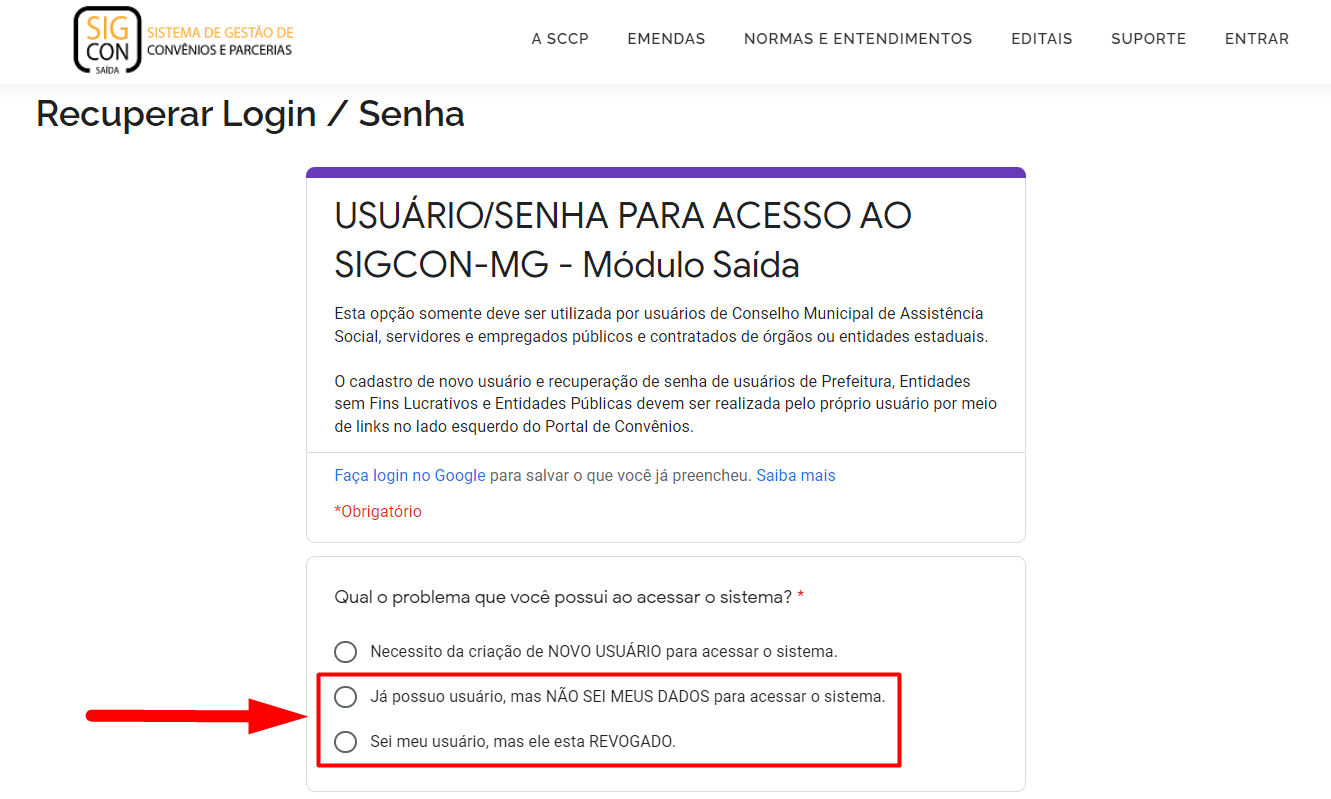 SIG
CON
SAÍDA
SISTEMA DE GESTÃO DE
CONVÊNIOS E PARCERIAS
A SCCP
EMENDAS
NORMAS E ENTENDIMENTOS
EDITAIS
SUPORTE
ENTRAR
Recuperar Login / Senha
USUÁRIO/SENHA PARA ACESSO AO
SIGCON-MG - Módulo Saída
Esta opção somente deve ser utilizada por usuários de Conselho Municipal de Assistência
Social, servidores e empregados públicos e contratados de órgãos ou entidades estaduais.
O cadastro de novo usuário e recuperação de senha de usuários de Prefeitura, Entidades
sem Fins Lucrativos e Entidades Públicas devem ser realizada pelo próprio usuário por meio
de links no lado esquerdo do Portal de Convênios.
Faça login no Google para salvar o que você já preencheu. Saiba mais
*Obrigatório
Qual o problema que você possui ao acessar o sistema? *
Necessito da criação de NOVO USUÁRIO para acessar o sistema.
Já possuo usuário, mas NÃO SEI MEUS DADOS para acessar o sistema.
Sei meu usuário, mas ele esta REVOGADO.